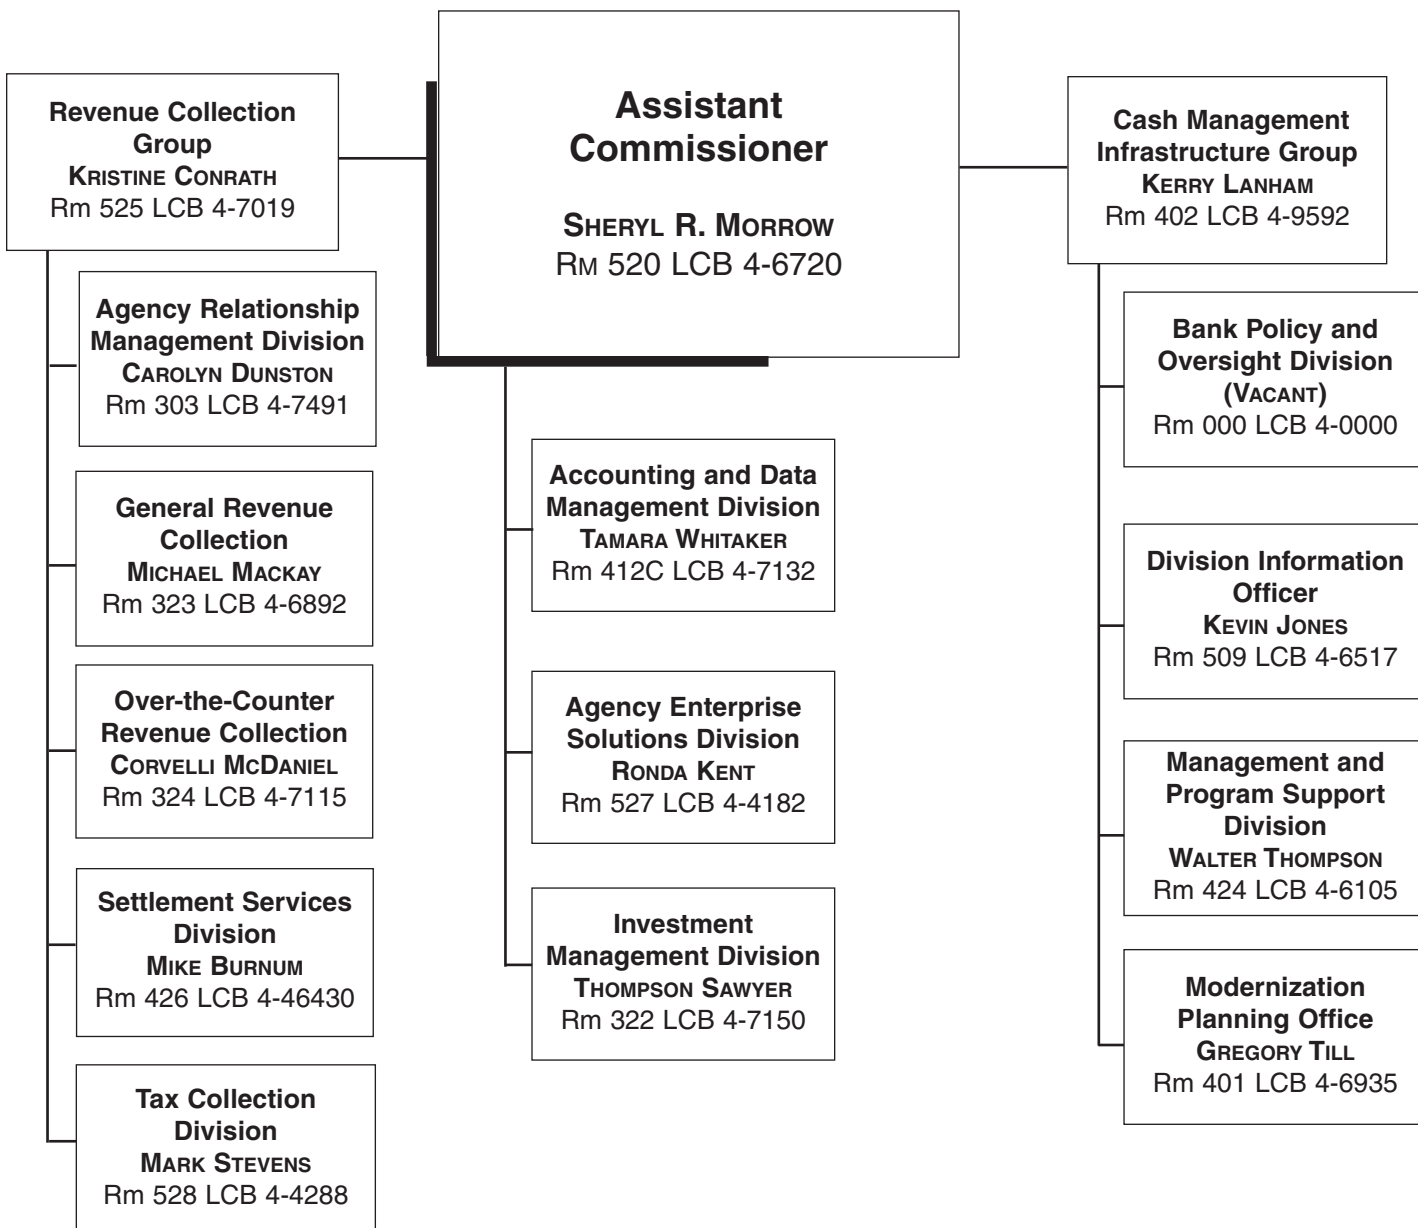 Assistant
Commissioner
SHERYL R. MORROW
RM 520 LCB 4-6720
Revenue Collection
Group
KRISTINE CONRATH
Rm 525 LCB 4-7019
Agency Relationship
Management Division
CAROLYN DUNSTON
Rm 303 LCB 4-7491
General Revenue
Collection
MICHAEL MACKAY
Rm 323 LCB 4-6892
Over-the-Counter
Revenue Collection
CORVELLI MCDANIEL
Rm 324 LCB 4-7115
Settlement Services
Division
MIKE BURNUM
Rm 426 LCB 4-46430
Tax Collection
Division
MARK STEVENS
Rm 528 LCB 4-4288
Accounting and Data
Management Division
TAMARA WHITAKER
Rm 412C LCB 4-7132
Agency Enterprise
Solutions Division
RONDA KENT
Rm 527 LCB 4-4182
Investment
Management Division
THOMPSON SAWYER
Rm 322 LCB 4-7150
Cash Management
Infrastructure Group
KERRY LANHAM
Rm 402 LCB 4-9592
Bank Policy and
Oversight Division
(VACANT)
Rm 000 LCB 4-0000
Division Information
Officer
KEVIN JONES
Rm 509 LCB 4-6517
Management and
Program Support
Division
WALTER THOMPSON
Rm 424 LCB 4-6105
Modernization
Planning Office
GREGORY TILL
Rm 401 LCB 4-6935